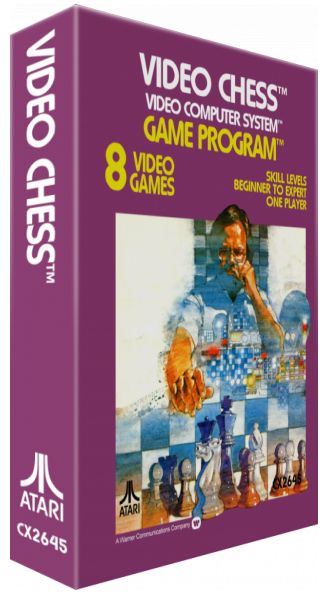 VIDEO CHESS™
ATARI
CX2645
VIDEO CHESS™
VIDEO COMPUTER SYSTEM™
GAME PROGRAM™
8 VIDEO
GAMES
SKILL LEVELS
BEGINNER TO EXPERT
ONE PLAYER
ATARI
CX2645
A Warner Communications Company